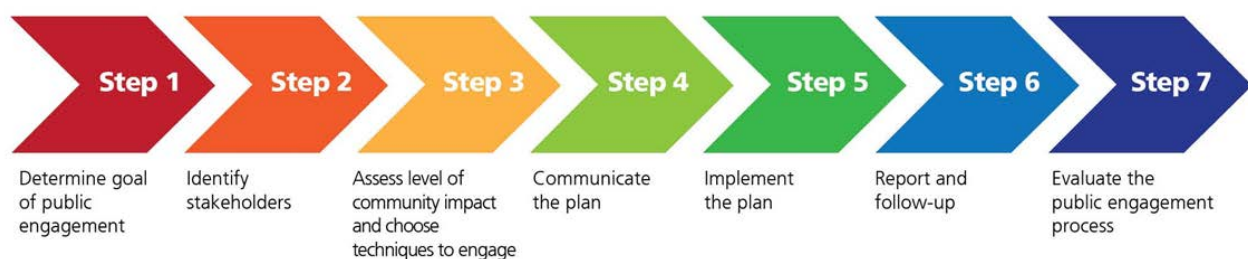 Step 1
Step 2
Step 3
Step 4
Step 5
Step 6
Step 7
Determine goal
of public
engagement
Identify
stakeholders
Assess level of
community impact
and choose
techniques to engage
Communicate
the plan
Implement
the plan
Report and
follow-up
Evaluate the
public engagement
process